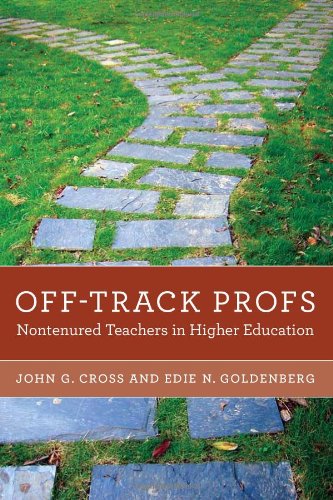 OFF-TRACK PROFS
Nontenured Teachers in Higher Education
JOHN G. CROSS AND EDIE N. GOLDENBERG